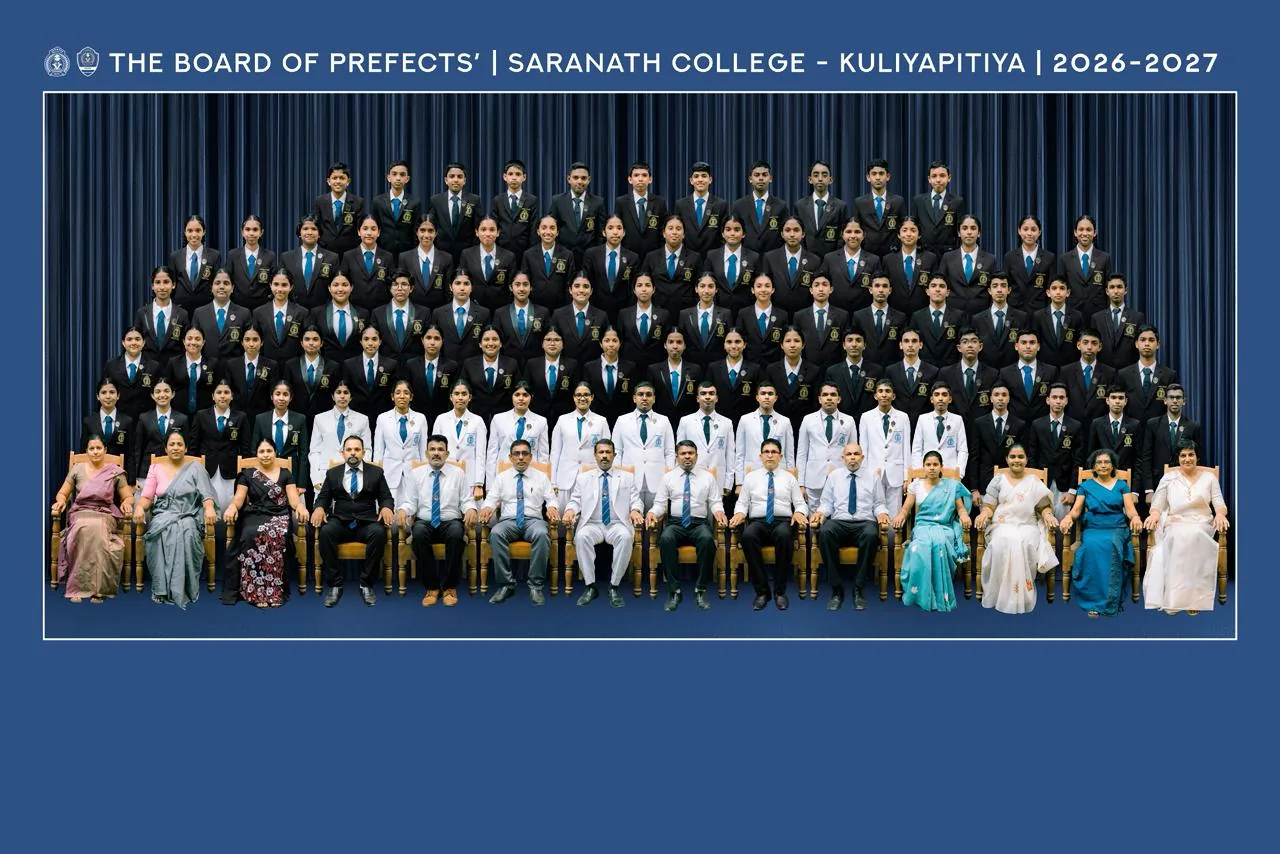 THE BOARD OF PREFECTS' | SARANATH COLLEGE - KULIYAPITIYA | 2026-2027